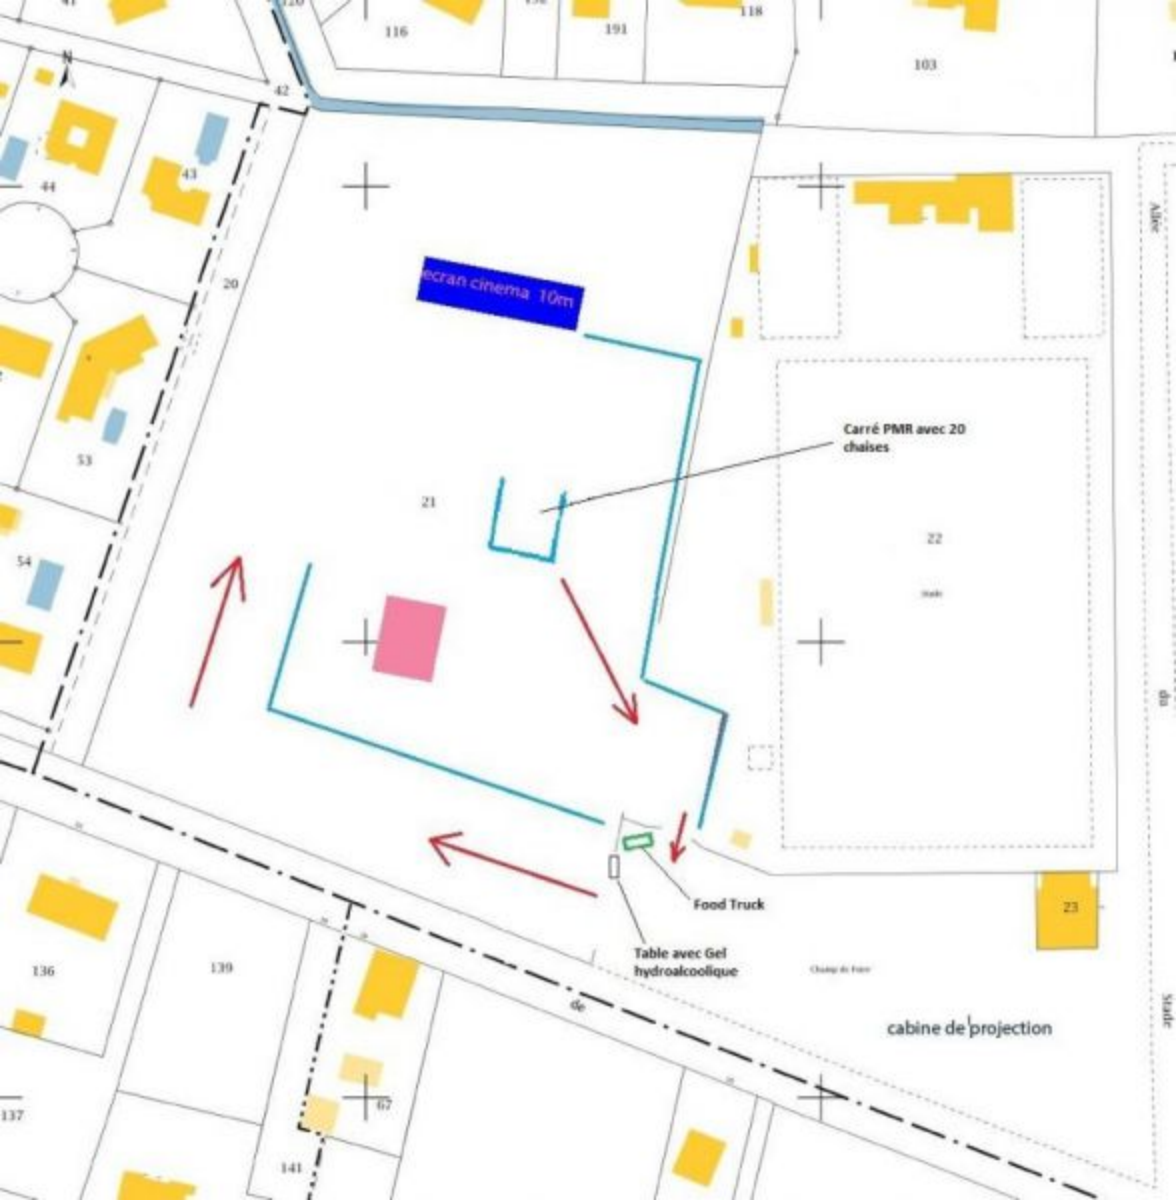 116
191
118
103
42
N
44
43
20
ecran cinema 10m
Allée
53
Carré PMR avec 20
chaises
21
22
Stade
54
du
Food Truck
23
Table avec Gel
hydroalcoolique
136
139
Champ de Foire
Stade
de
cabine de projection
137
67
141